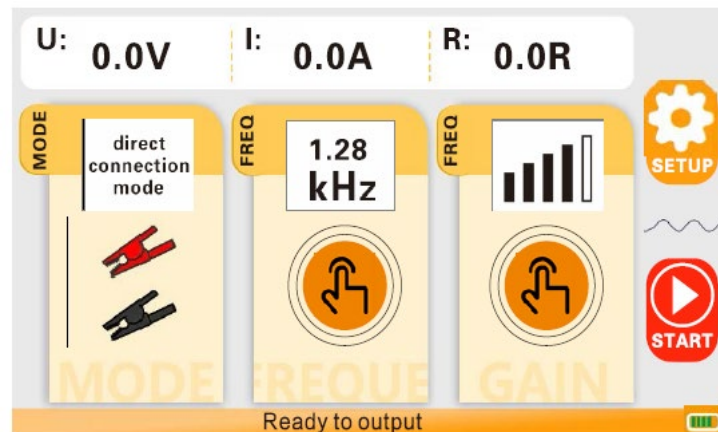 U: 0.0V I: 0.0A R: 0.0R
MODE
direct
connection
mode
FREQ
1.28
kHz
FREQ
SETUP
START
MODE FREQUE GAIN
Ready to output